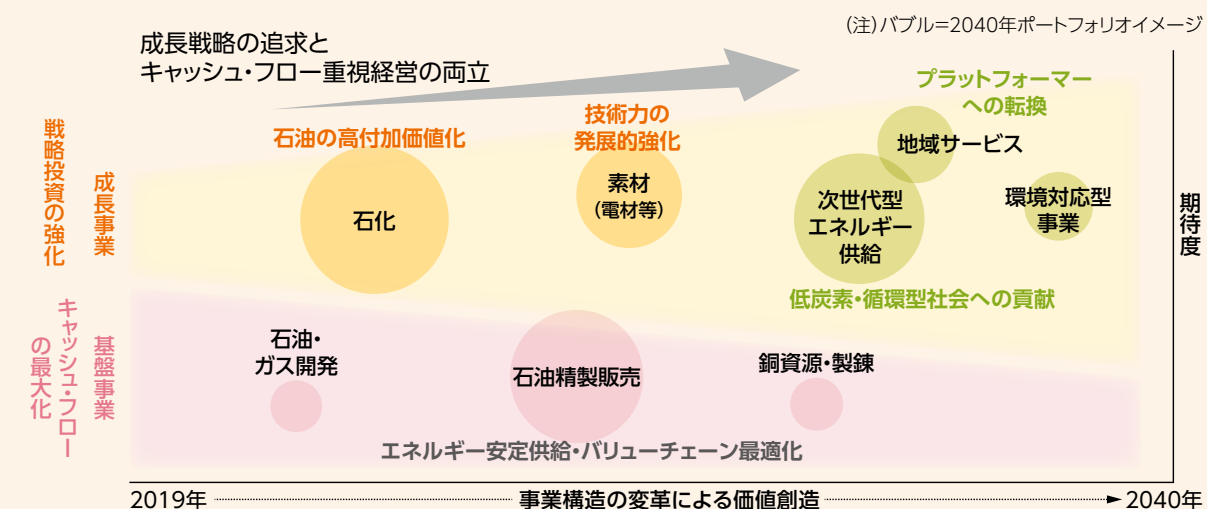 (注)バブル=2040年ポートフォリオイメージ
成長戦略の追求と
キャッシュ・フロー重視経営の両立
戦略投資の強化
成長事業
石油の高付加価値化
石化
技術力の
発展的強化
素材
(電材等)
プラットフォーマー
への転換
地域サービス
次世代型
エネルギー
供給
環境対応型
事業
低炭素・循環型社会への貢献
期待度
キャッシュ・フロー
の最大化
基盤事業
石油・
ガス開発
石油精製販売
銅資源・製錬
エネルギー安定供給・バリューチェーン最適化
2019年 事業構造の変革による価値創造 2040年